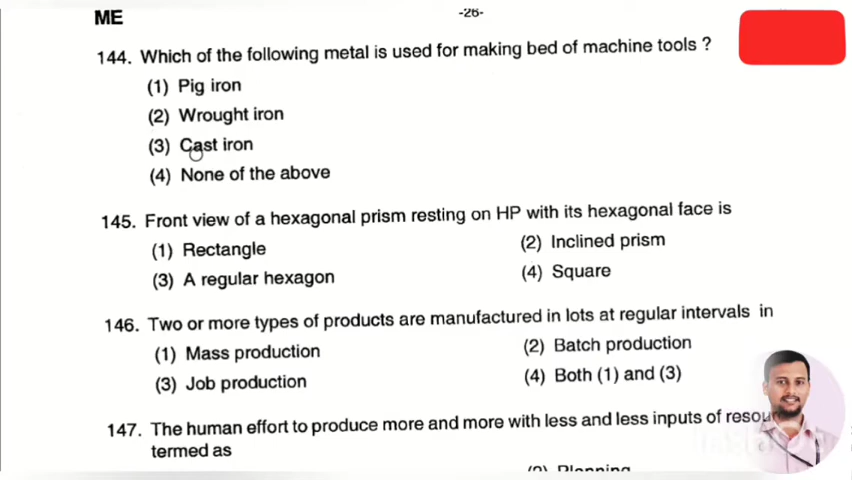 ME
-26-
144. Which of the following metal is used for making bed of machine tools ?
(1) Pig iron
(2) Wrought iron
(3) Cast iron
(4) None of the above
145. Front view of a hexagonal prism resting on HP with its hexagonal face is
(1) Rectangle
(2) Inclined prism
(3) A regular hexagon
(4) Square
146. Two or more types of products are manufactured in lots at regular intervals in
(1) Mass production
(2) Batch production
(3) Job production
(4) Both (1) and (3)
147. The human effort to produce more and more with less and less inputs of
termed as
(2) Planning